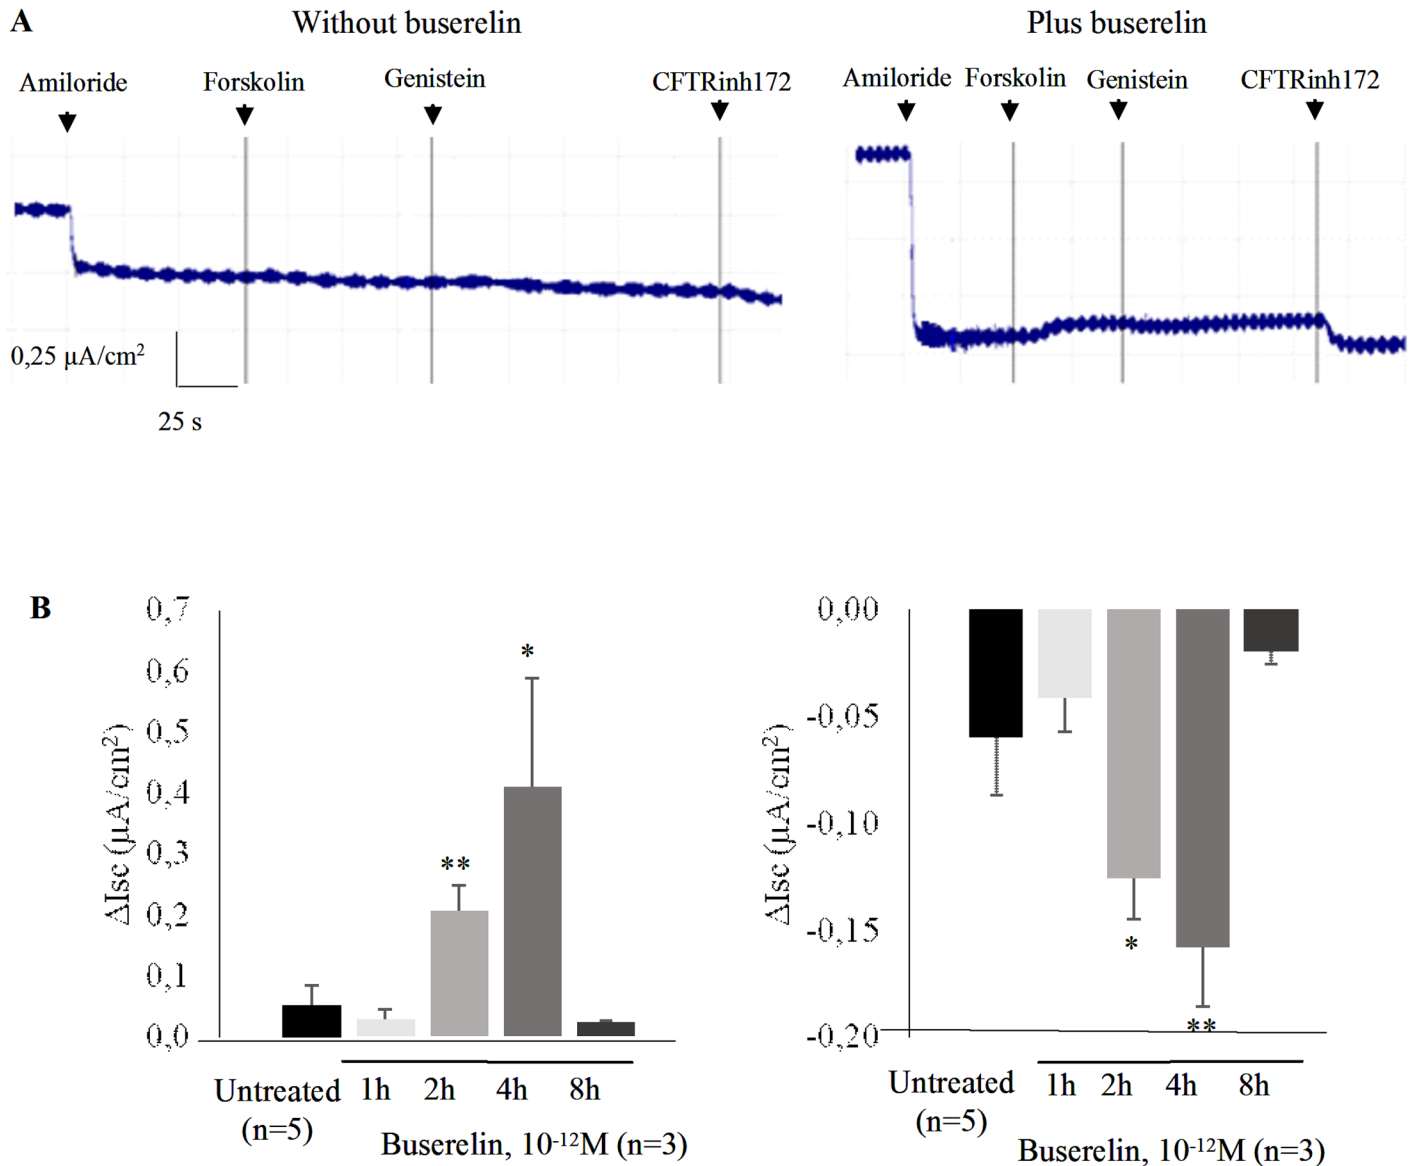 A
Without buserelin
Plus buserelin
Amiloride
Forskolin
Genistein
CFTRinh172
Amiloride
Forskolin
Genistein
CFTRinh172
0,25 µA/cm²
25 s
B
0,7
0,6
0,5
0,4
0,3
0,2
0,1
0,0
ΔIsc (µA/cm²)
**
*
Untreated
(n=5)
1h
2h
4h
8h
Buserelin, 10⁻¹²M (n=3)
0,00
-0,05
-0,10
-0,15
-0,20
ΔIsc (µA/cm²)
*
**
Untreated
(n=5)
1h
2h
4h
8h
Buserelin, 10⁻¹²M (n=3)